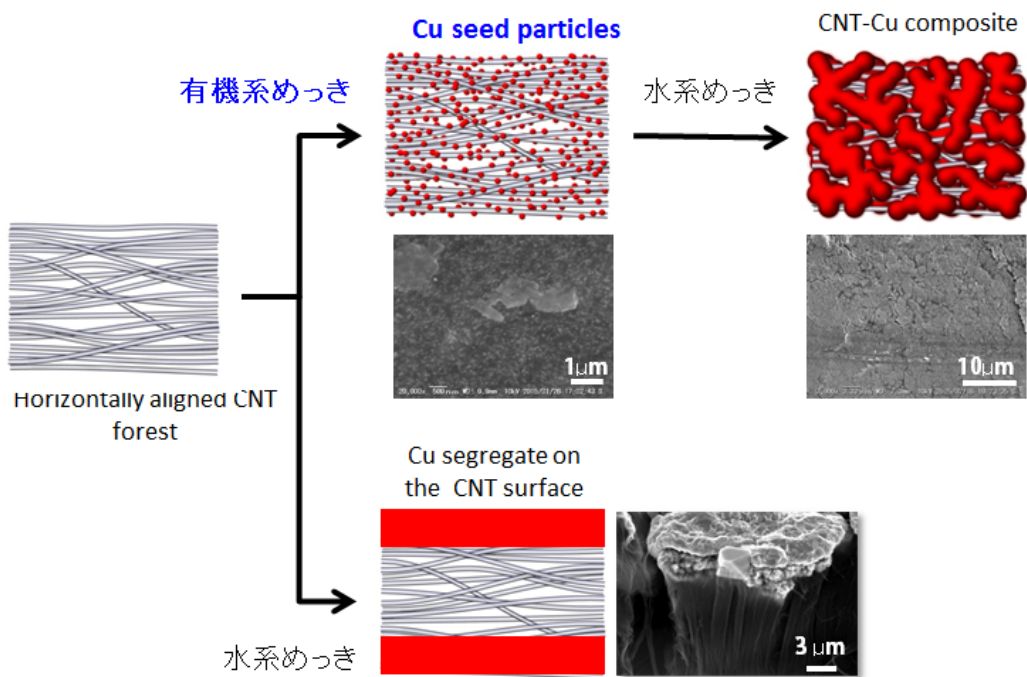 Cu seed particles
CNT-Cu composite
有機系めっき
水系めっき
1μm
10μm
Horizontally aligned CNT
forest
Cu segregate on
the CNT surface
水系めっき
3 μm